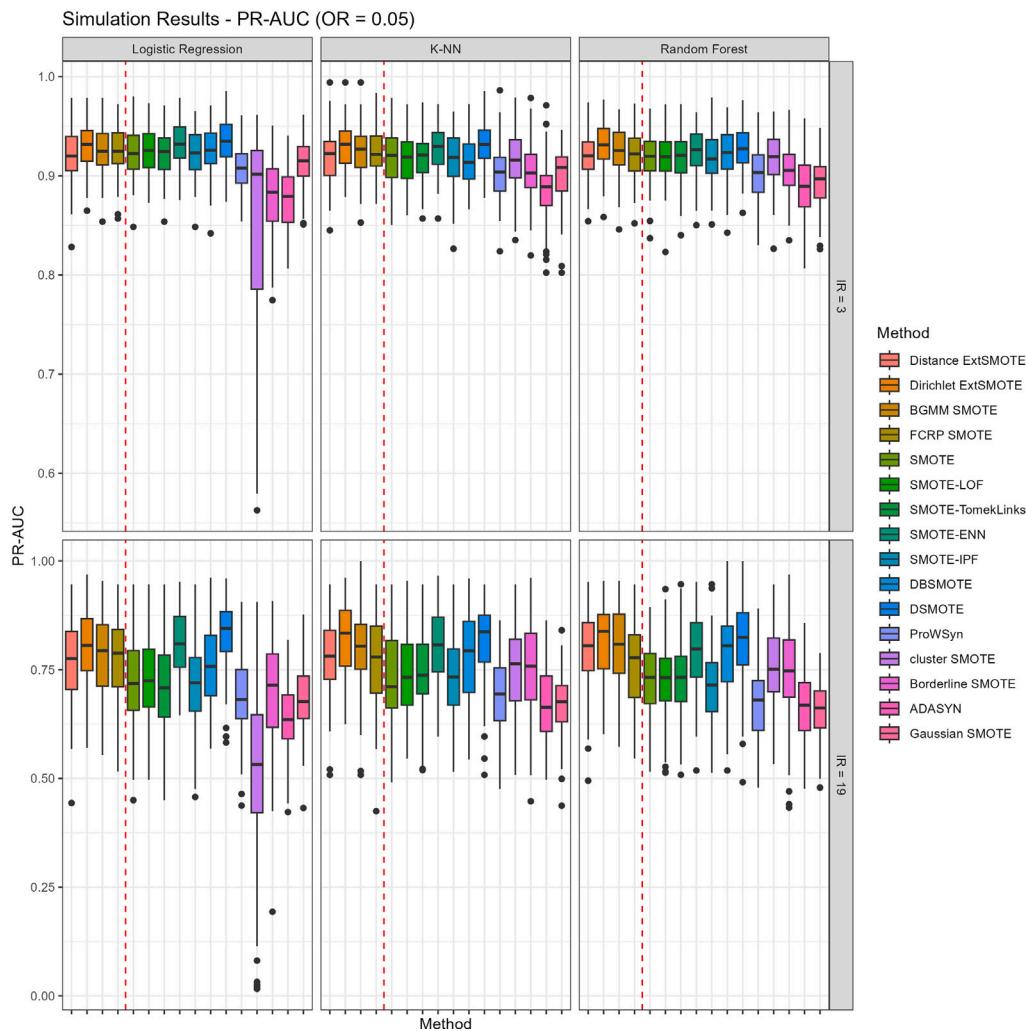 Simulation Results - PR-AUC (OR = 0.05)
Logistic Regression
K-NN
Random Forest
1.0
0.9
0.8
0.7
0.6
IR = 3
PR-AUC
1.00
0.75
0.50
0.25
0.00
IR = 19
Method
Method
Distance ExtSMOTE
Dirichlet ExtSMOTE
BGMM SMOTE
FCRP SMOTE
SMOTE
SMOTE-LOF
SMOTE-TomekLinks
SMOTE-ENN
SMOTE-IPF
DBSMOTE
DSMOTE
ProWSyn
cluster SMOTE
Borderline SMOTE
ADASYN
Gaussian SMOTE